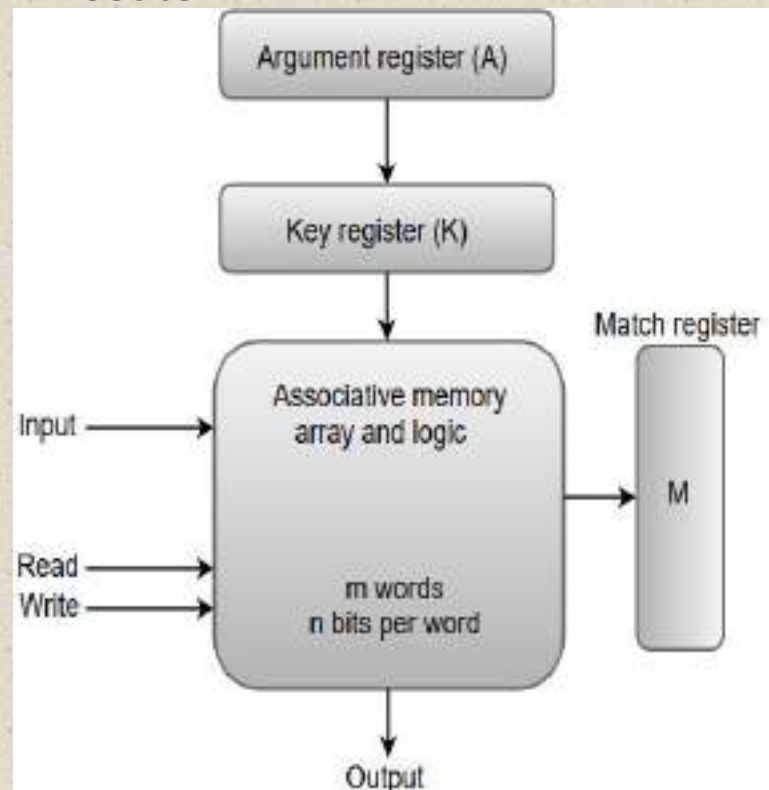 Argument register (A)
Key register (K)
Match register
Associative memory
array and logic
Input
M
Read
Write
m words
n bits per word
Output